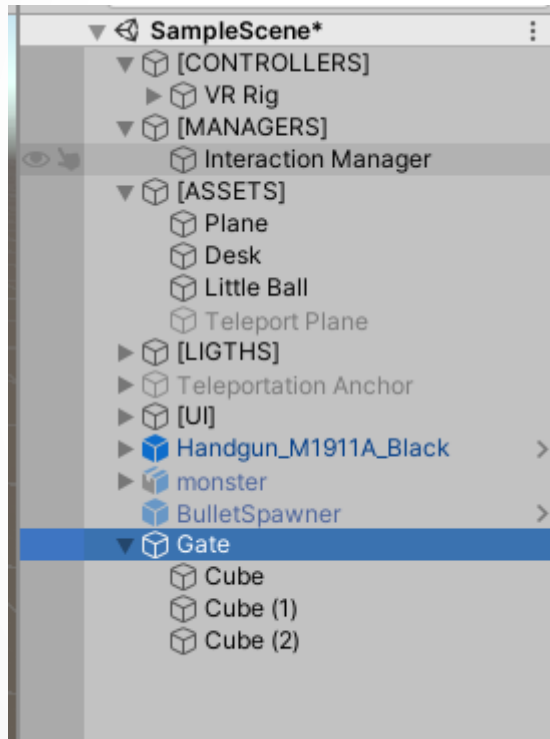 SampleScene*
[CONTROLLERS]
VR Rig
[MANAGERS]
Interaction Manager
[ASSETS]
Plane
Desk
Little Ball
Teleport Plane
[LIGTHS]
Teleportation Anchor
[UI]
Handgun_M1911A_Black
monster
BulletSpawner
Gate
Cube
Cube (1)
Cube (2)